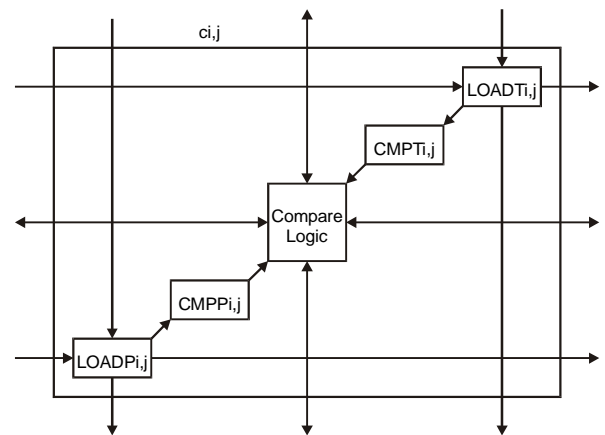 ci,j
LOADTi,j
CMPTi,j
Compare
Logic
CMPPi,j
LOADPi,j